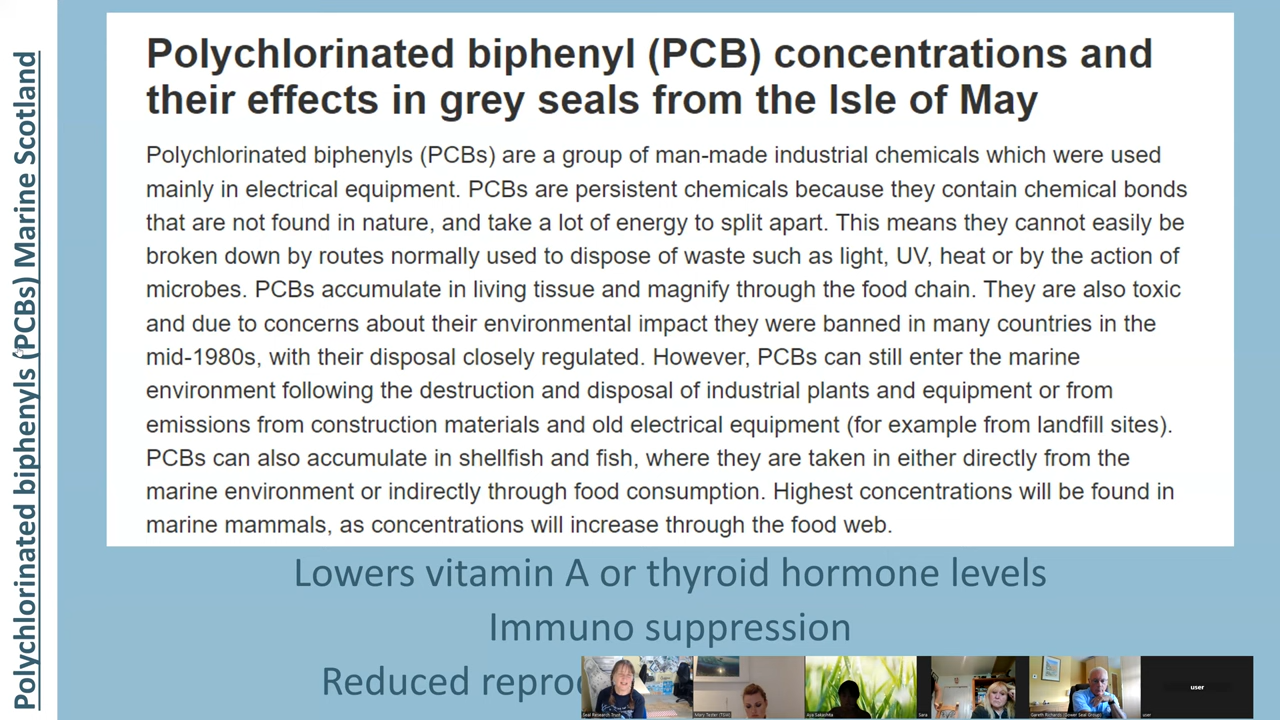 Polychlorinated biphenyls (PCBs) Marine Scotland
Polychlorinated biphenyl (PCB) concentrations and
their effects in grey seals from the Isle of May
Polychlorinated biphenyls (PCBs) are a group of man-made industrial chemicals which were used
mainly in electrical equipment. PCBs are persistent chemicals because they contain chemical bonds
that are not found in nature, and take a lot of energy to split apart. This means they cannot easily be
broken down by routes normally used to dispose of waste such as light, UV, heat or by the action of
microbes. PCBs accumulate in living tissue and magnify through the food chain. They are also toxic
and due to concerns about their environmental impact they were banned in many countries in the
mid-1980s, with their disposal closely regulated. However, PCBs can still enter the marine
environment following the destruction and disposal of industrial plants and equipment or from
emissions from construction materials and old electrical equipment (for example from landfill sites).
PCBs can also accumulate in shellfish and fish, where they are taken in either directly from the
marine environment or indirectly through food consumption. Highest concentrations will be found in
marine mammals, as concentrations will increase through the food web.
Lowers vitamin A or thyroid hormone levels
Immuno suppression
Reduced repro
user
Seal Research Trust
Sara
Gareth Richards (Gower Seal Group)
user